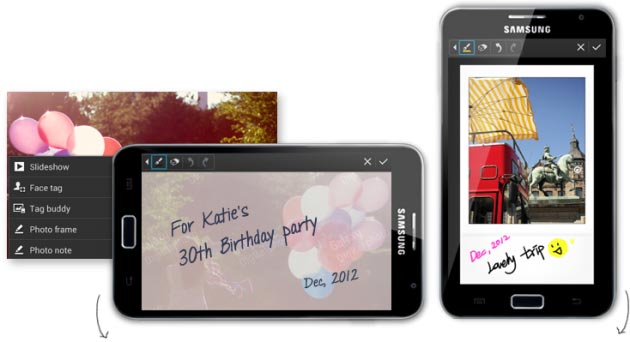 Slideshow
Face tag
Tag buddy
Photo frame
Photo note
For Katie's
30th Birthday party
Dec, 2012
SAMSUNG
SAMSUNG
Dec, 2012
Lovely trip